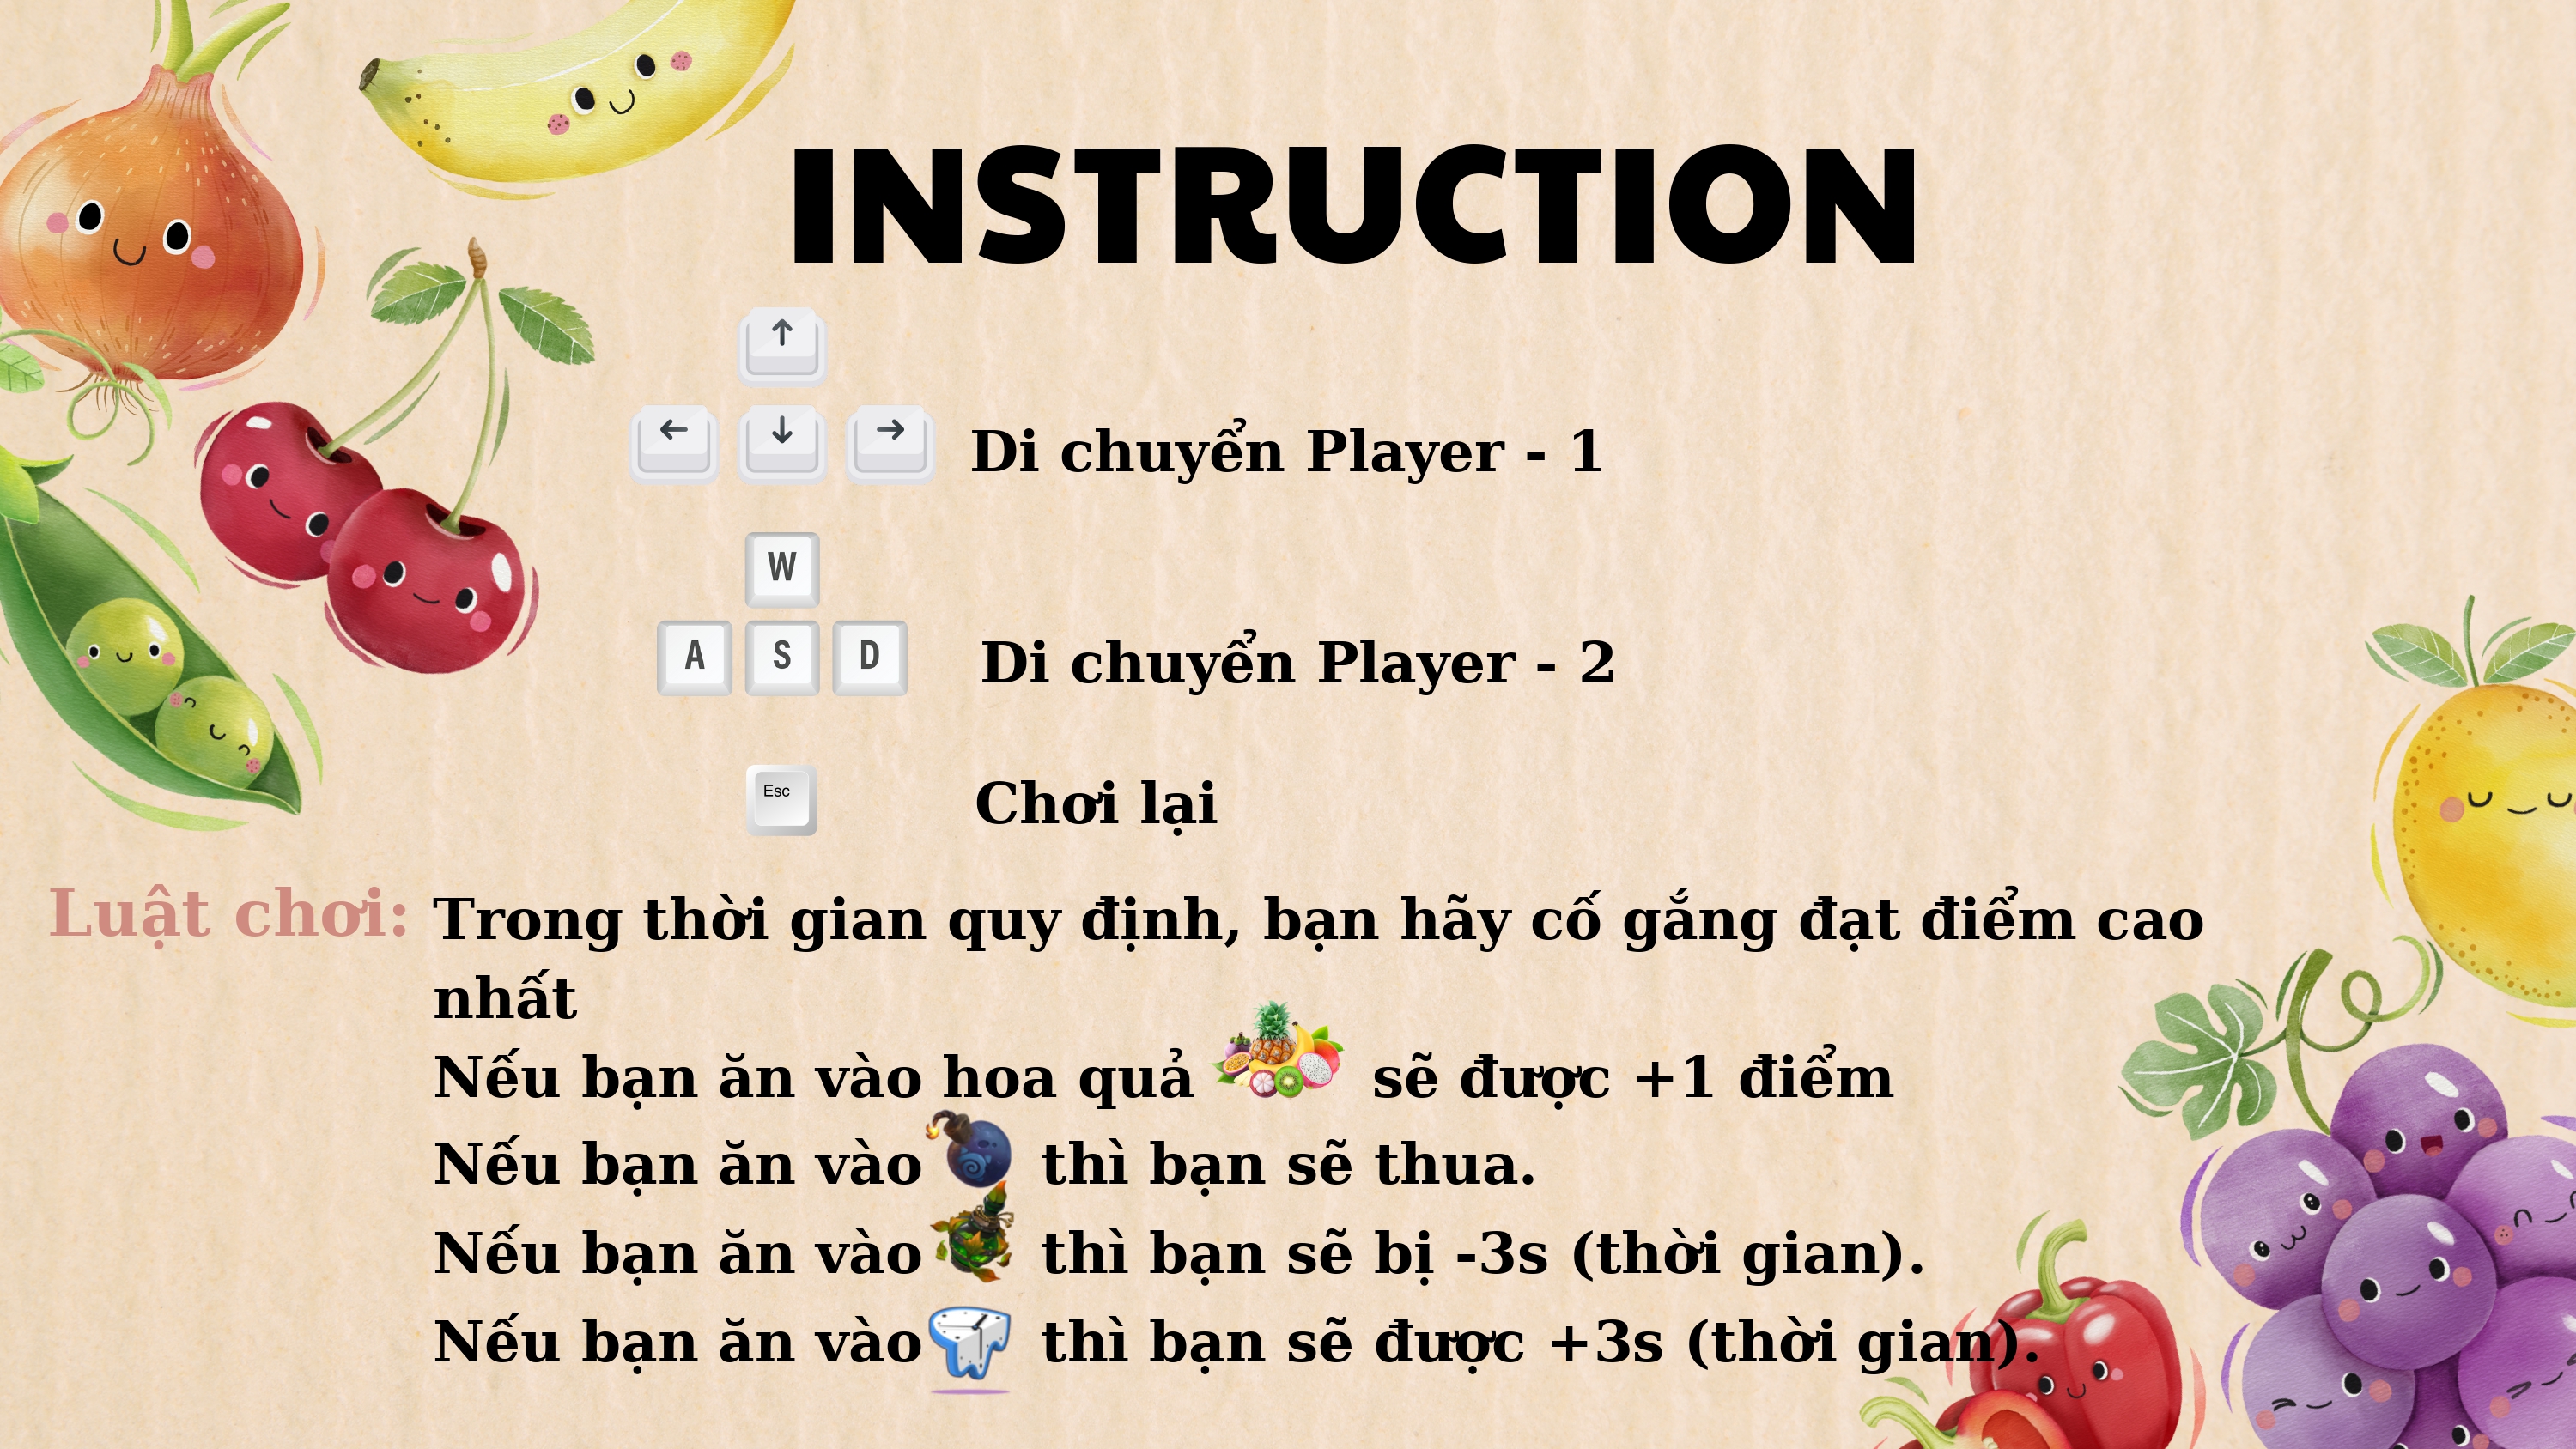 INSTRUCTION
↑
← ↓ → Di chuyển Player - 1
W
A S D Di chuyển Player - 2
Esc Chơi lại
Luật chơi: Trong thời gian quy định, bạn hãy cố gắng đạt điểm cao
nhất
Nếu bạn ăn vào hoa quả sẽ được +1 điểm
Nếu bạn ăn vào thì bạn sẽ thua.
Nếu bạn ăn vào thì bạn sẽ bị -3s (thời gian).
Nếu bạn ăn vào thì bạn sẽ được +3s (thời gian).